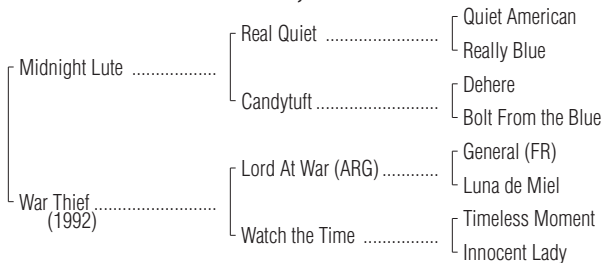 Quiet American
Real Quiet ......................
Really Blue
Midnight Lute .................
Dehere
Candytuft........................
Bolt From the Blue
General (FR)
Lord At War (ARG)............
Luna de Miel
War Thief........................
(1992)
Timeless Moment
Watch the Time ...............
Innocent Lady